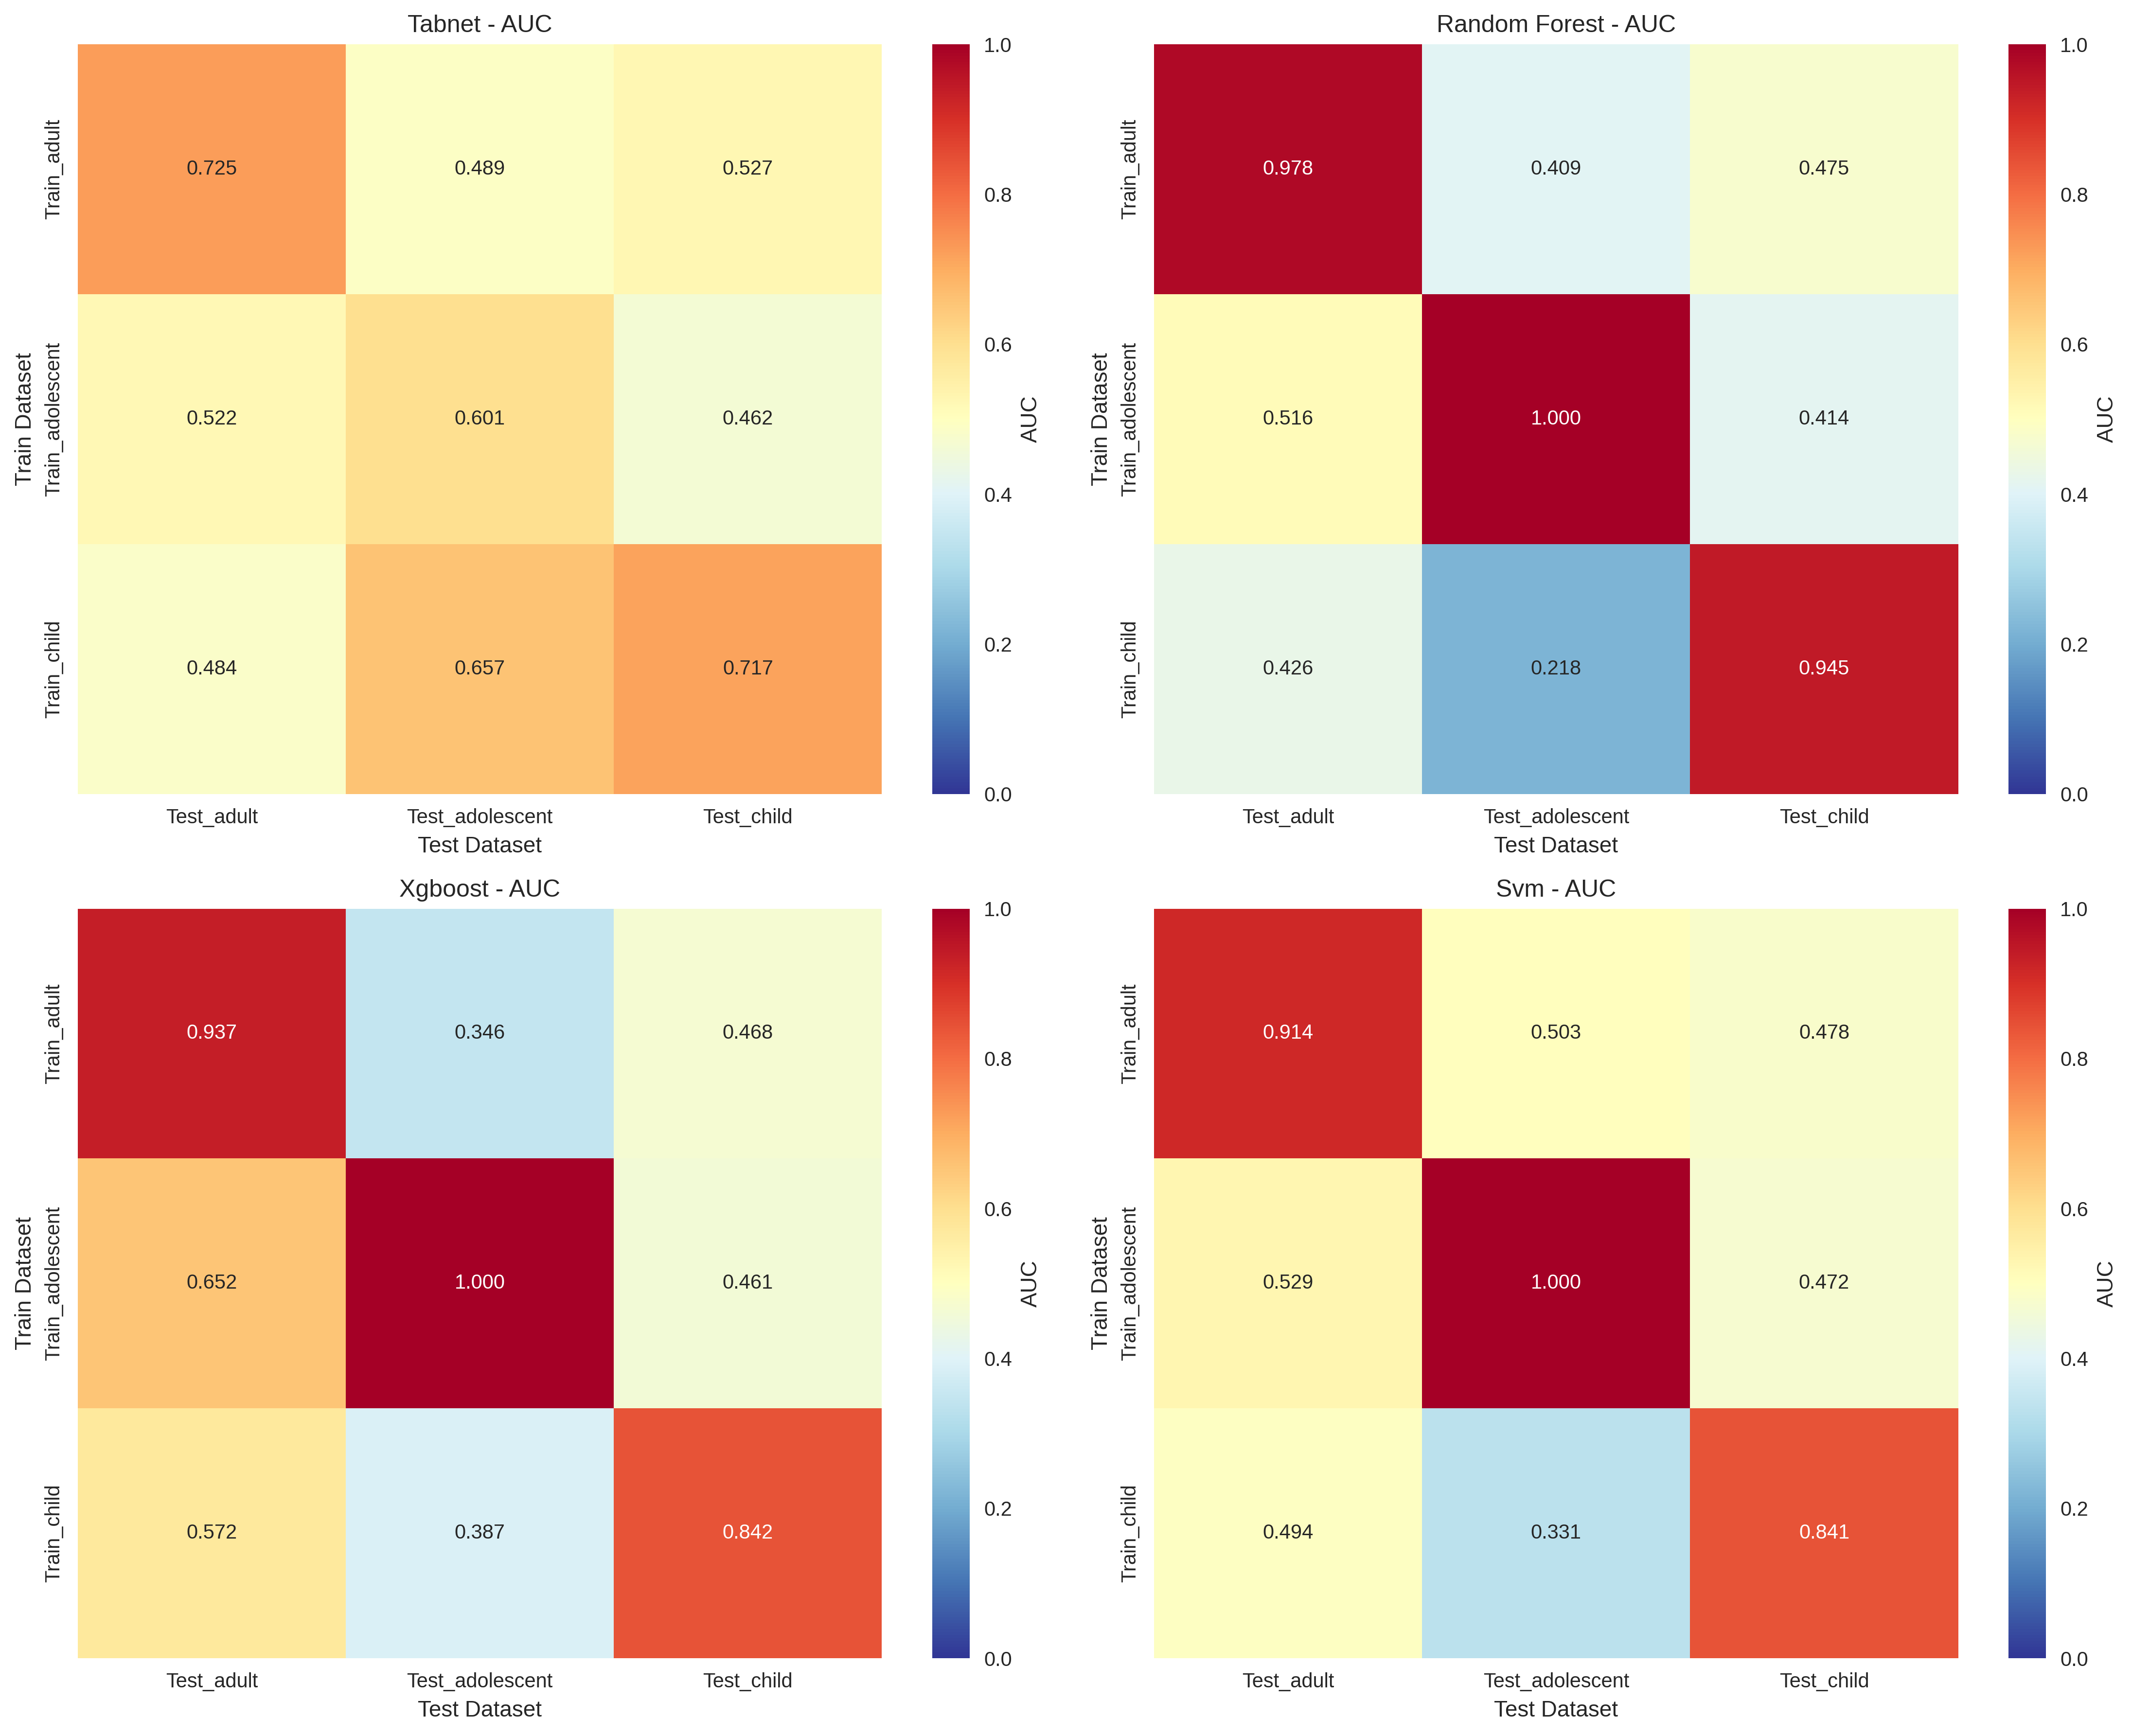 Tabnet - AUC
Train Dataset
Train_adult
Train_adolescent
Train_child
0.725 0.489 0.527
0.522 0.601 0.462
0.484 0.657 0.717
Test_adult Test_adolescent Test_child
Test Dataset
1.0
0.8
0.6
0.4
0.2
0.0
AUC
Random Forest - AUC
Train Dataset
Train_adult
Train_adolescent
Train_child
0.978 0.409 0.475
0.516 1.000 0.414
0.426 0.218 0.945
Test_adult Test_adolescent Test_child
Test Dataset
1.0
0.8
0.6
0.4
0.2
0.0
AUC
Xgboost - AUC
Train Dataset
Train_adult
Train_adolescent
Train_child
0.937 0.346 0.468
0.652 1.000 0.461
0.572 0.387 0.842
Test_adult Test_adolescent Test_child
Test Dataset
1.0
0.8
0.6
0.4
0.2
0.0
AUC
Svm - AUC
Train Dataset
Train_adult
Train_adolescent
Train_child
0.914 0.503 0.478
0.529 1.000 0.472
0.494 0.331 0.841
Test_adult Test_adolescent Test_child
Test Dataset
1.0
0.8
0.6
0.4
0.2
0.0
AUC